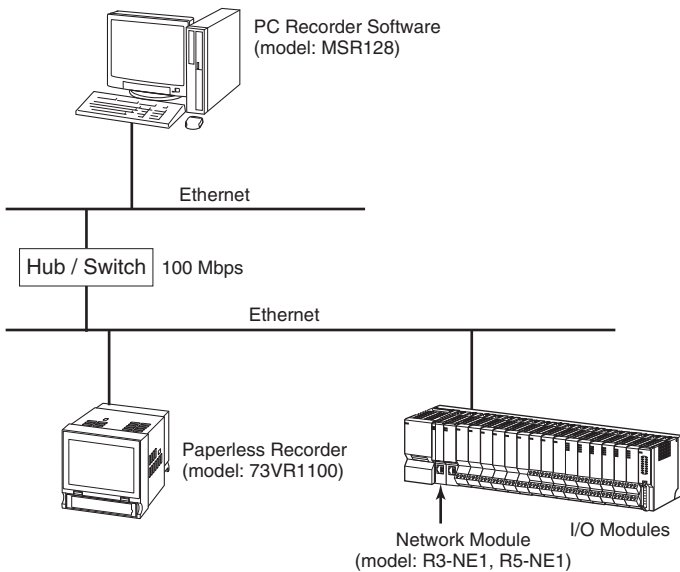 PC Recorder Software
(model: MSR128)
Ethernet
Hub / Switch
100 Mbps
Ethernet
Paperless Recorder
(model: 73VR1100)
I/O Modules
Network Module
(model: R3-NE1, R5-NE1)